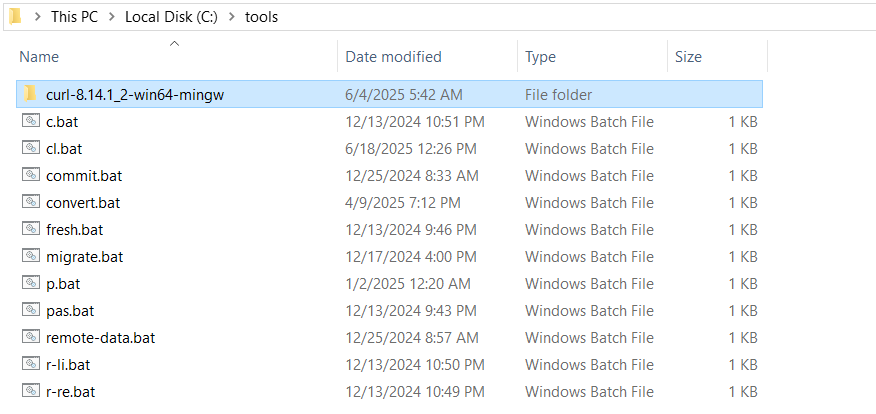 This PC > Local Disk (C:) > tools
Name Date modified Type Size
curl-8.14.1_2-win64-mingw 6/4/2025 5:42 AM File folder
c.bat 12/13/2024 10:51 PM Windows Batch File 1 KB
cl.bat 6/18/2025 12:26 PM Windows Batch File 1 KB
commit.bat 12/25/2024 8:33 AM Windows Batch File 1 KB
convert.bat 4/9/2025 7:12 PM Windows Batch File 1 KB
fresh.bat 12/13/2024 9:46 PM Windows Batch File 1 KB
migrate.bat 12/17/2024 4:00 PM Windows Batch File 1 KB
p.bat 1/2/2025 12:20 AM Windows Batch File 1 KB
pas.bat 12/13/2024 9:43 PM Windows Batch File 1 KB
remote-data.bat 12/25/2024 8:57 AM Windows Batch File 1 KB
r-li.bat 12/13/2024 10:50 PM Windows Batch File 1 KB
r-re.bat 12/13/2024 10:49 PM Windows Batch File 1 KB